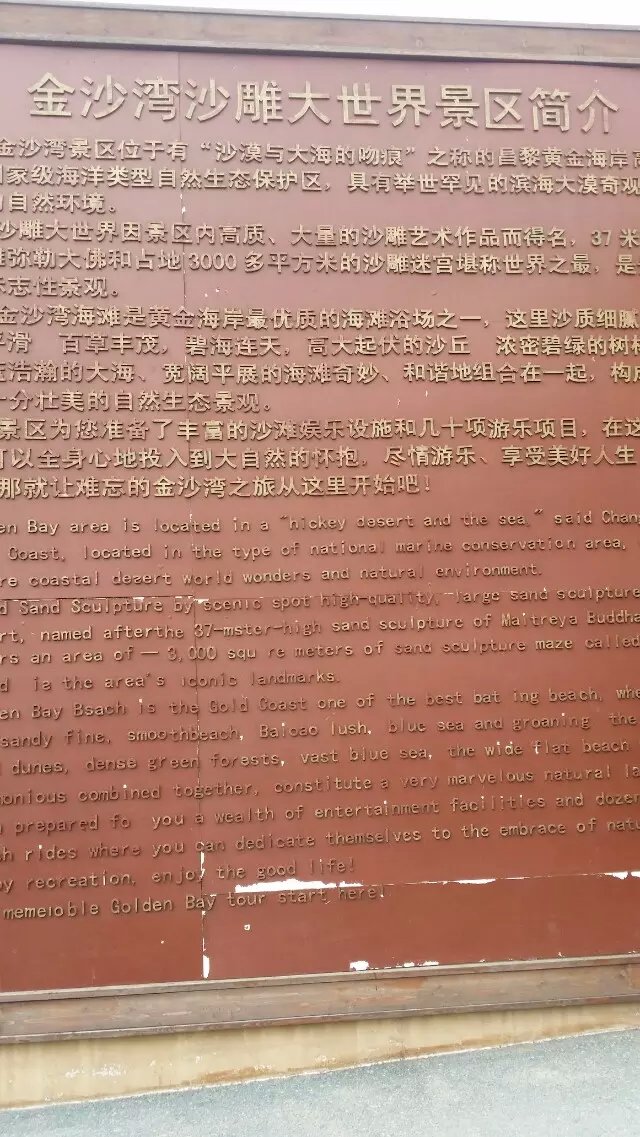 金沙湾沙雕大世界景区简介
金沙湾景区位于有“沙漠与大海的吻痕”之称的昌黎黄金海岸
家级海洋类型自然生态保护区，具有举世罕见的滨海大漠奇观
自然环境。
沙雕大世界因景区内高质、大量的沙雕艺术作品而得名，37米
弥勒大佛和占地3000多平方米的沙雕迷宫堪称世界之最，是
志性景观。
金沙湾海滩是黄金海岸最优质的海滩浴场之一，这里沙质细腻
平滑 百草丰茂，碧海连天，高大起伏的沙丘 浓密碧绿的树
浩瀚的大海、宽阔平展的海滩奇妙、和谐地组合在一起，构成
十分壮美的自然生态景观。
景区为您准备了丰富的沙滩娱乐设施和几十项游乐项目，在这
可以全身心地投入到大自然的怀抱，尽情游乐、享受美好人生
那就让难忘的金沙湾之旅从这里开始吧！
en Bay area is located in a "hickey desert and the sea," said Chang
Coast, located in the type of national marine conservation area,
re coastal desert world wonders and natural environment.
d Sand Sculpture by scenic spot high-quality, large sand sculpture
rt, named afterthe 37-mster-high sand sculpture of Maitreya Buddha
rs an area of — 3,000 squ re meters of sand sculpture maze called
d is the area's iconic landmarks.
en Bay Bsach is the Gold Coast one of the best bat ing beach, whe
sandy fine, smoothbeach, Baicao lush, blue sea and groaning the
dunes, dense green forests, vast blue sea, the wide flat beach
onious combined together, constitute a very marvelous natural la
prepared fo you a wealth of entertainment facilities and dozen
sh rides where you can dedicate themselves to the embrace of natu
oy recreation, enjoy the good life!
memeioble Golden Bay tour start here!